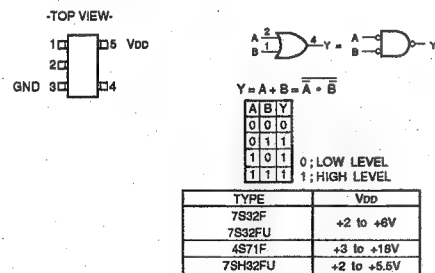 -TOP VIEW-
1 5 VDD
2
GND 3 4
A 2 4 Y = A Y
B 1 B
Y = A + B = A̅ • B̅
A B Y
0 0 0
0 1 1
1 0 1
1 1 1
0 ; LOW LEVEL
1 ; HIGH LEVEL
TYPE VDD
7S32F +2 to +6V
7S32FU
4S71F +3 to +18V
7SH32FU +2 to +5.5V